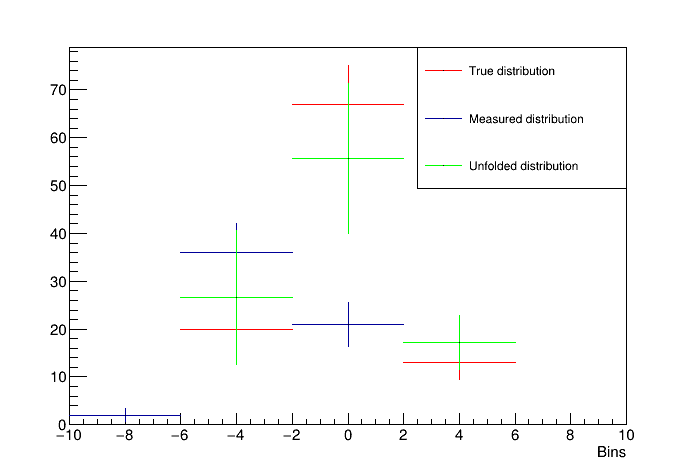 True distribution
Measured distribution
Unfolded distribution
70
60
50
40
30
20
10
0
−10 −8 −6 −4 −2 0 2 4 6 8 10
Bins